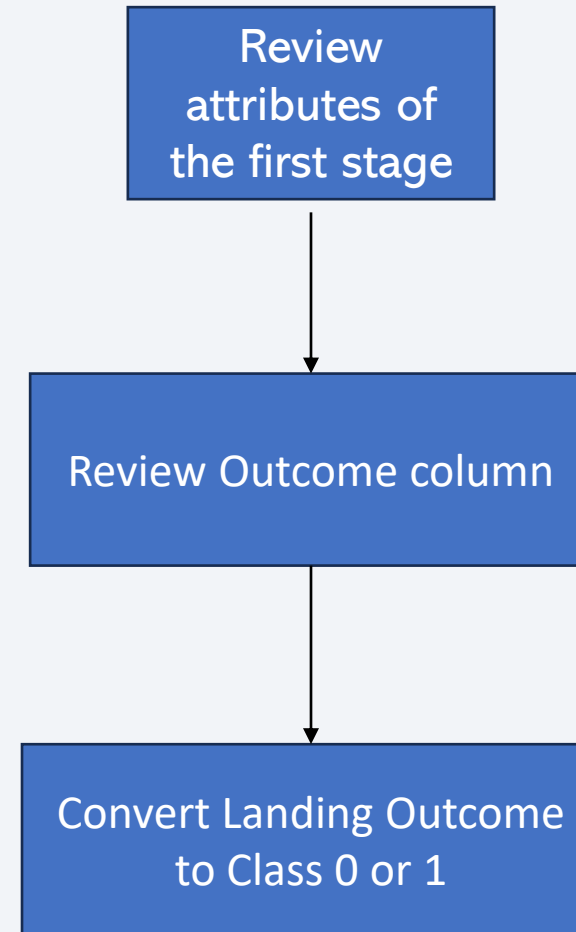 Review
attributes of
the first stage
Review Outcome column
Convert Landing Outcome
to Class 0 or 1